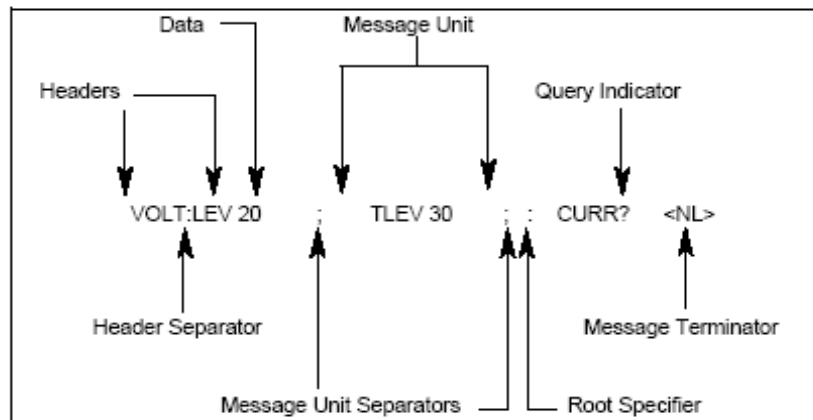 Data Message Unit
Headers Query Indicator
VOLT:LEV 20 ; TLEV 30 ; : CURR? <NL>
Header Separator Message Terminator
Message Unit Separators Root Specifier